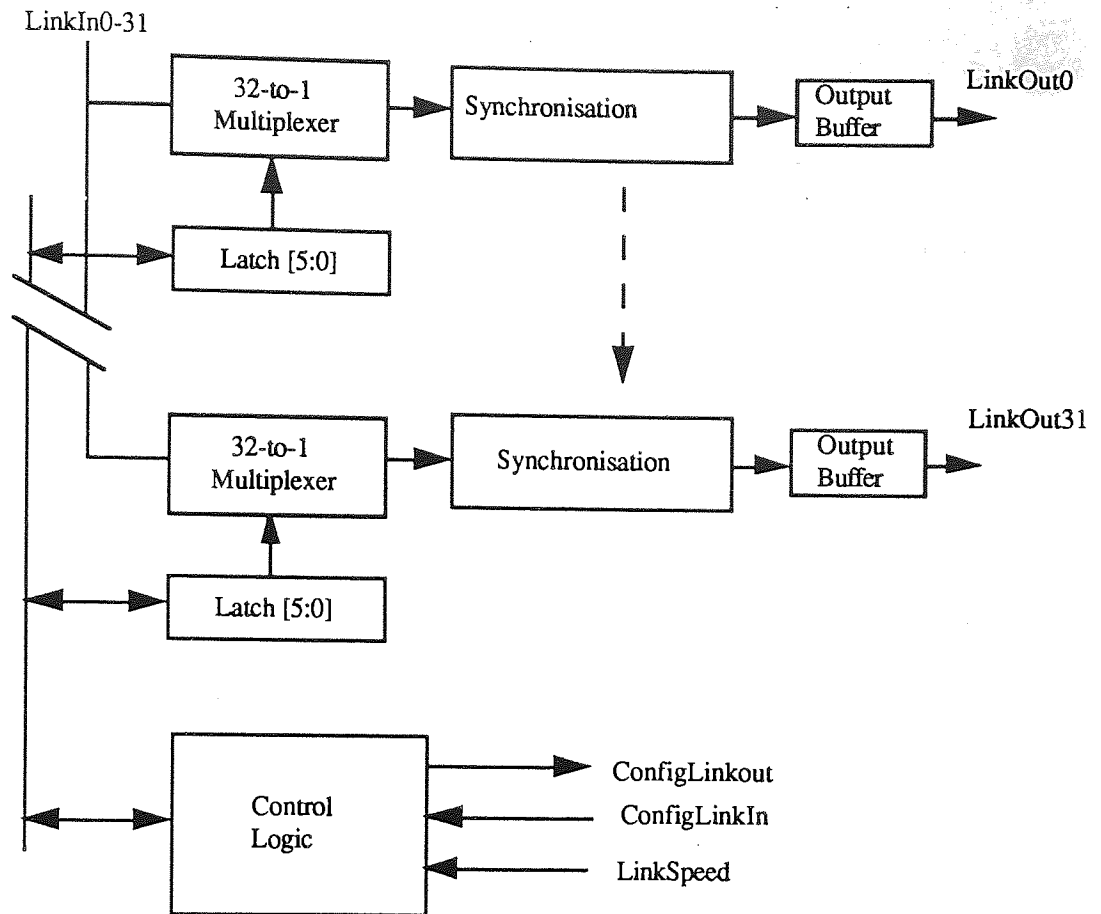 LinkIn0-31
32-to-1
Multiplexer
Synchronisation
Output
Buffer
LinkOut0
Latch [5:0]
32-to-1
Multiplexer
Synchronisation
Output
Buffer
LinkOut31
Latch [5:0]
Control
Logic
ConfigLinkout
ConfigLinkIn
LinkSpeed